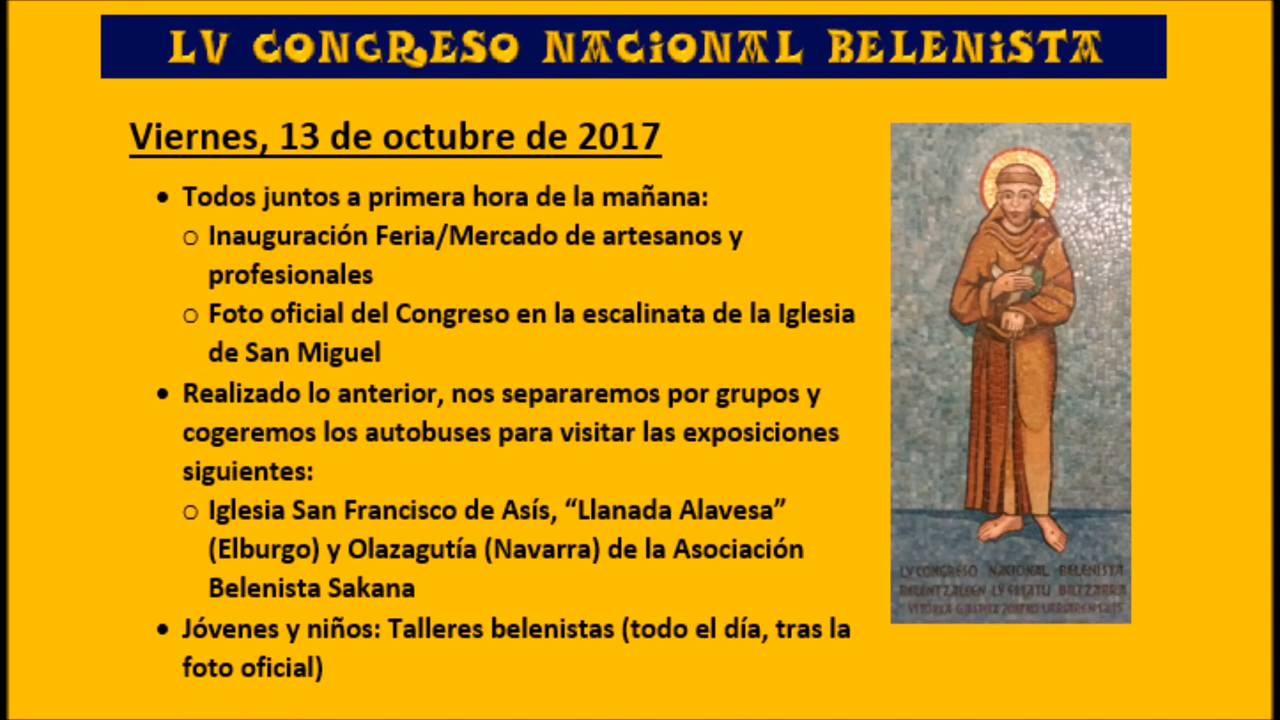 LV CONGRESO NACIONAL BELENISTA
Viernes, 13 de octubre de 2017
• Todos juntos a primera hora de la mañana:
o Inauguración Feria/Mercado de artesanos y
profesionales
o Foto oficial del Congreso en la escalinata de la Iglesia
de San Miguel
• Realizado lo anterior, nos separaremos por grupos y
cogeremos los autobuses para visitar las exposiciones
siguientes:
o Iglesia San Francisco de Asís, “Llanada Alavesa”
(Elburgo) y Olazagutía (Navarra) de la Asociación
Belenista Sakana
• Jóvenes y niños: Talleres belenistas (todo el día, tras la
foto oficial)
LV CONGRESO NACIONAL BELENISTA
LV